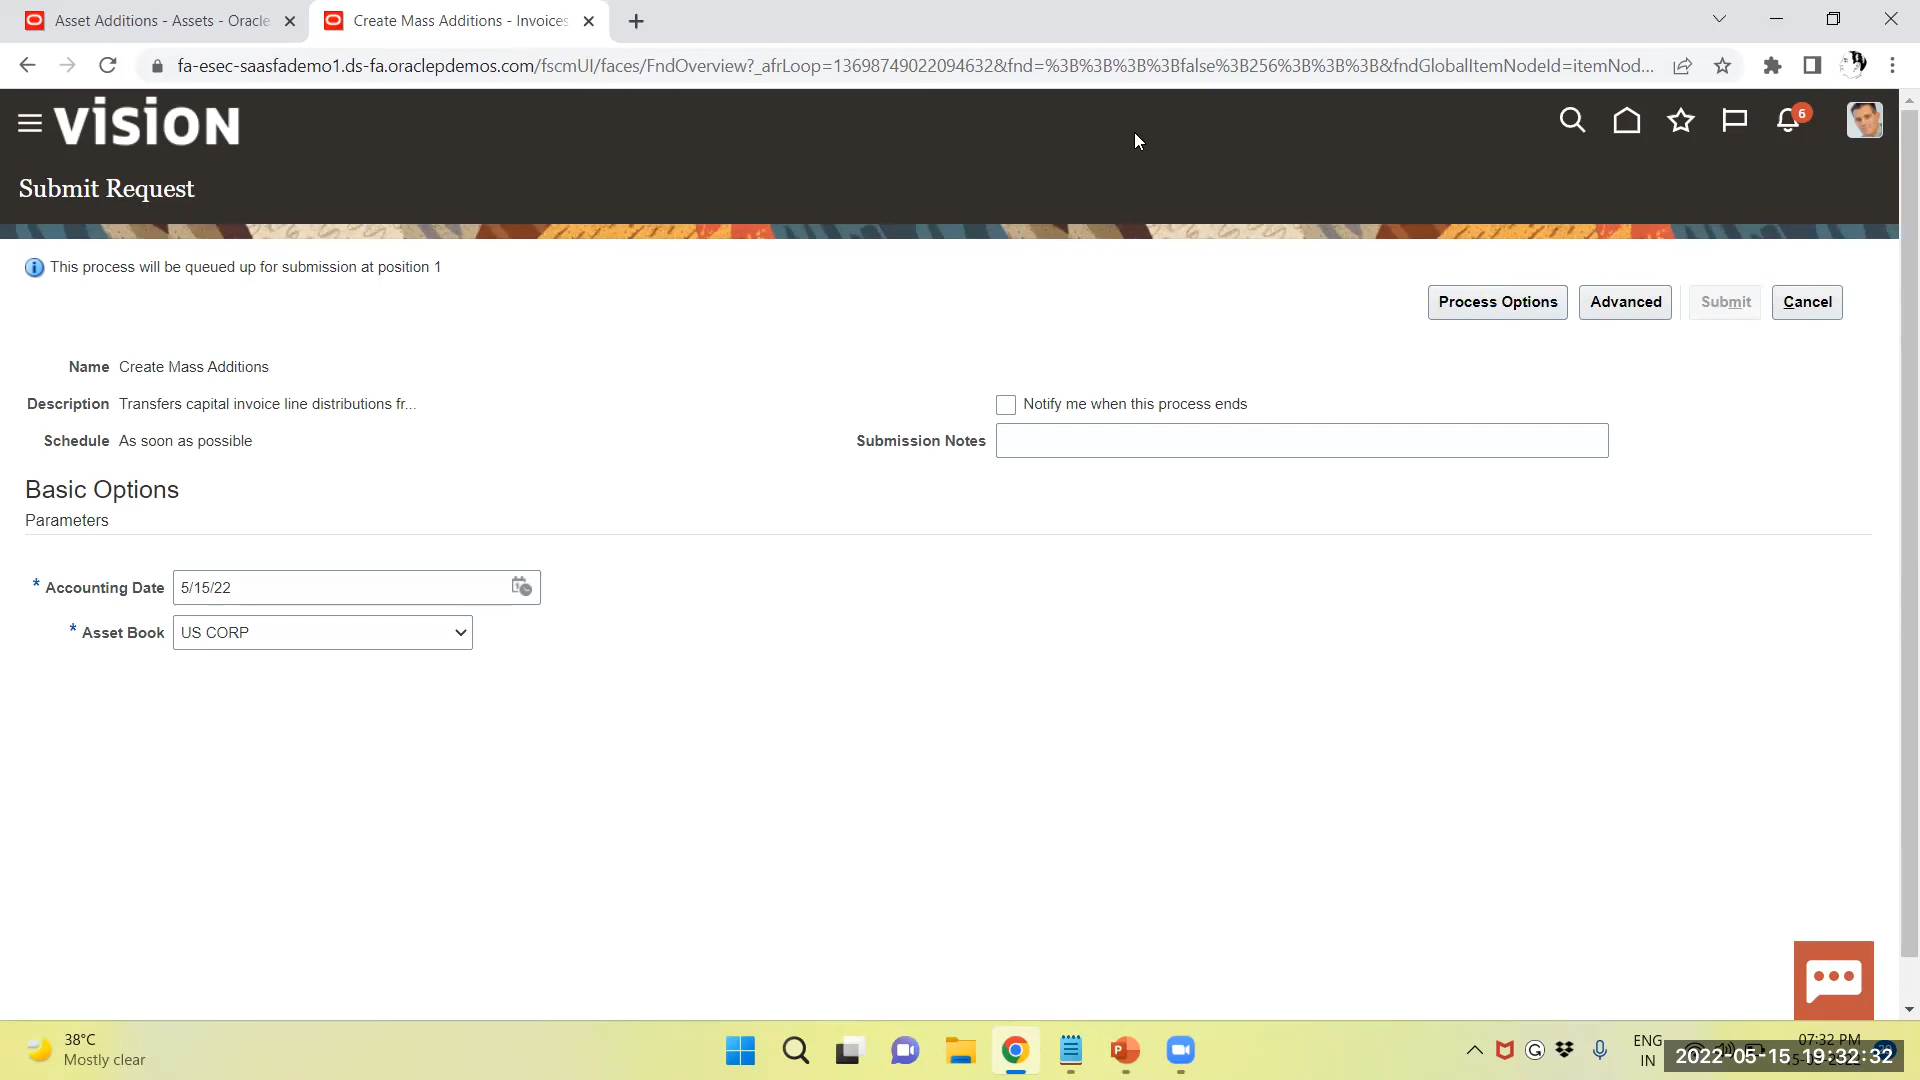 Asset Additions - Assets - Oracle
Create Mass Additions - Invoices
fa-esec-saasfademo1.ds-fa.oraclepdemos.com/fscmUI/faces/FndOverview?_afrLoop=13698749022094632&fnd=%3B%3B%3B%3Bfalse%3B256%3B%3B%3B&fndGlobalItemNodeId=itemNod...
vision
6
Submit Request
This process will be queued up for submission at position 1
Process Options
Advanced
Submit
Cancel
Name Create Mass Additions
Description Transfers capital invoice line distributions fr...
Notify me when this process ends
Schedule As soon as possible
Submission Notes
Basic Options
Parameters
* Accounting Date 5/15/22
* Asset Book US CORP
38°C
Mostly clear
ENG
IN
07:32 PM
2022-05-15 19:32:32